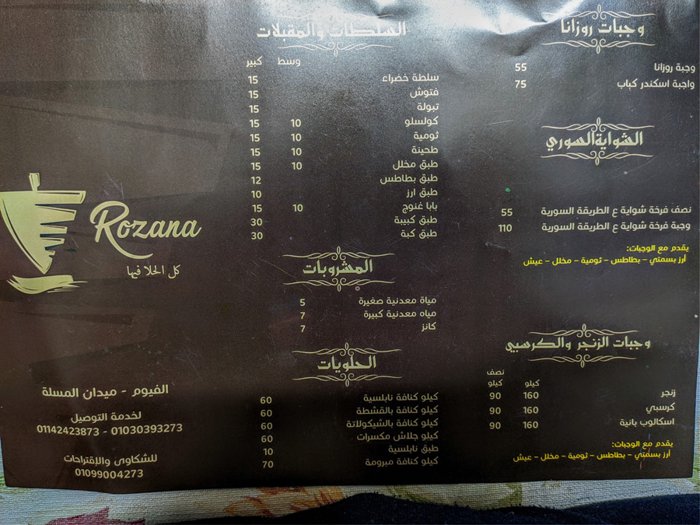 وجبات روزانا
وجبة روزانا 55
واجبة اسكندر كباب 75
الشواية السوري
نصف فرخة شواية ع الطريقة السورية 55
وجبة فرخة شواية ع الطريقة السورية 110
يقدم مع الوجبات:
أرز بسمتي - بطاطس - ثومية - مخلل - عيش
وجبات الزنجر والكرسبي
كيلو نصف كيلو
زنجر 160 90
كرسبي 160 90
اسكالوب بانية 160 90
يقدم مع الوجبات:
أرز بسمتي - بطاطس - ثومية - مخلل - عيش
السلطات والمقبلات
وسط كبير
سلطة خضراء 15
فتوش 15
تبولة 15
كولسلو 10 15
ثومية 10 15
طحينة 10 15
طبق مخلل 10 15
طبق بطاطس 12
طبق ارز 10
بابا غنوج 10 15
طبق كبيبة 30
طبق كبة 30
المشروبات
مياة معدنية صغيرة 5
مياه معدنية كبيرة 7
كانز 7
الحلويات
كيلو كنافة نابلسية 60
كيلو كنافة بالقشطة 60
كيلو كنافة بالشيكولاتة 60
كيلو جلاش مكسرات 60
طبق نابلسية 10
كيلو كنافة مبرومة 70
Rozana
كل الحلا فيها
الفيوم - ميدان المسلة
لخدمة التوصيل
01142423873 - 01030393273
للشكاوى والإقتراحات
01099004273